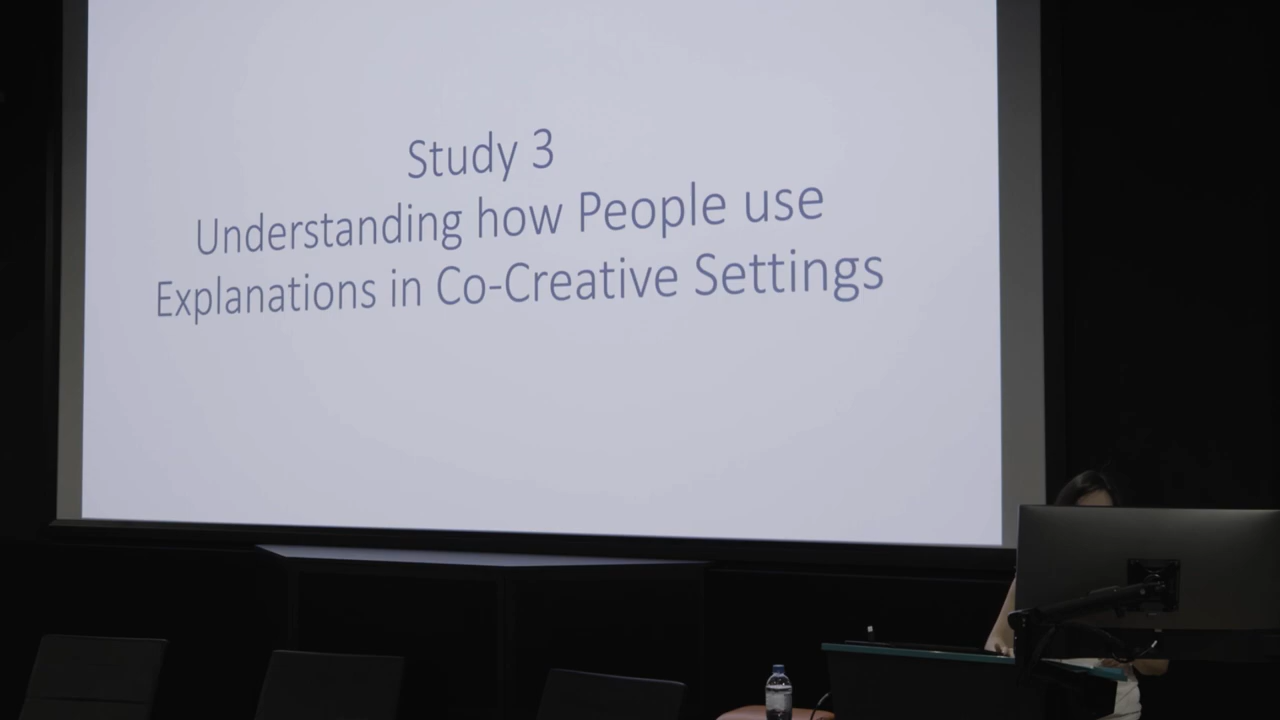 Study 3
Understanding how People use
Explanations in Co-Creative Settings